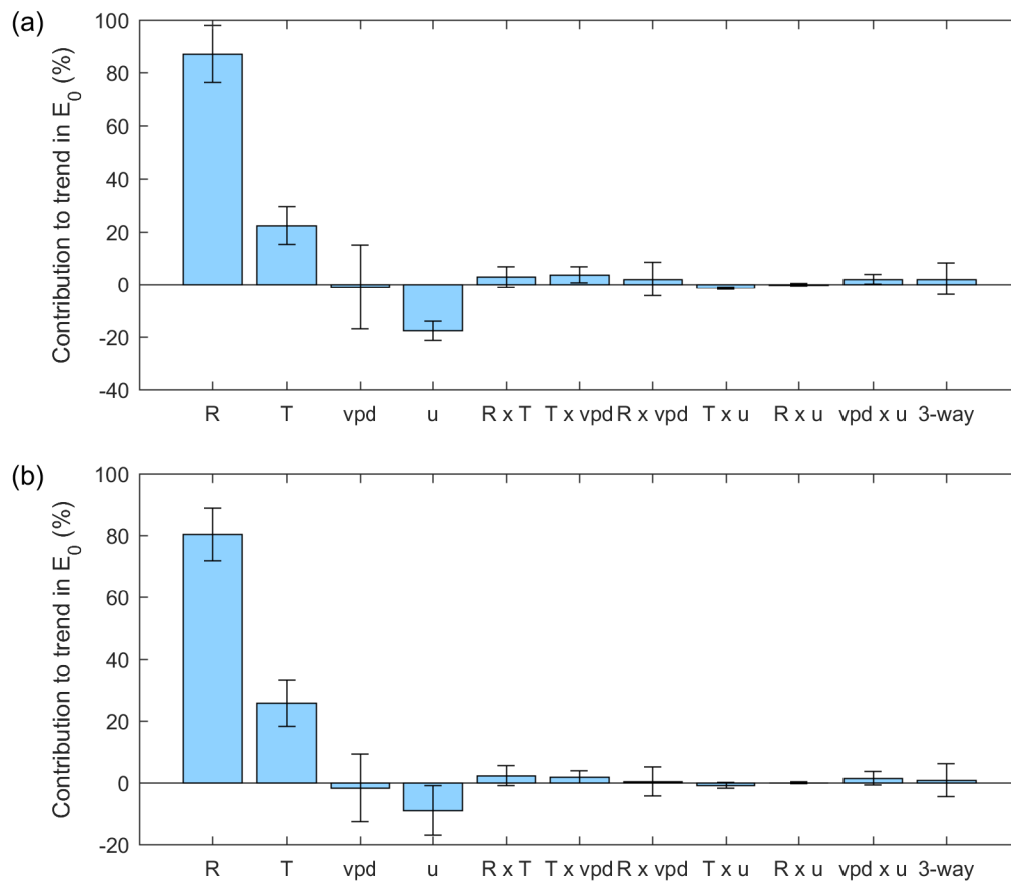 (a)
Contribution to trend in E₀ (%)
100
80
60
40
20
0
-20
-40
R T vpd u R x T T x vpd R x vpd T x u R x u vpd x u 3-way
(b)
Contribution to trend in E₀ (%)
100
80
60
40
20
0
-20
R T vpd u R x T T x vpd R x vpd T x u R x u vpd x u 3-way